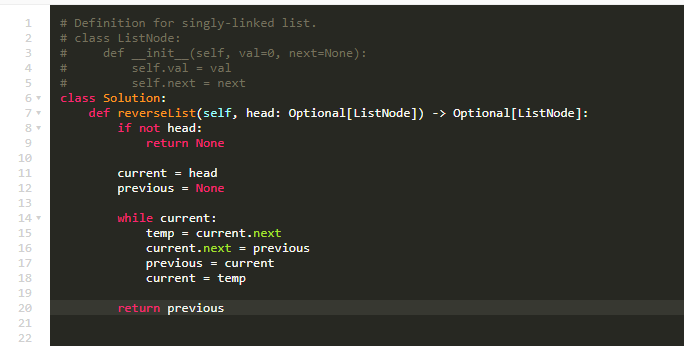 1 # Definition for singly-linked list.
2 # class ListNode:
3 #     def __init__(self, val=0, next=None):
4 #         self.val = val
5 #         self.next = next
6 class Solution:
7     def reverseList(self, head: Optional[ListNode]) -> Optional[ListNode]:
8         if not head:
9             return None
10
11         current = head
12         previous = None
13
14         while current:
15             temp = current.next
16             current.next = previous
17             previous = current
18             current = temp
19
20         return previous
21
22